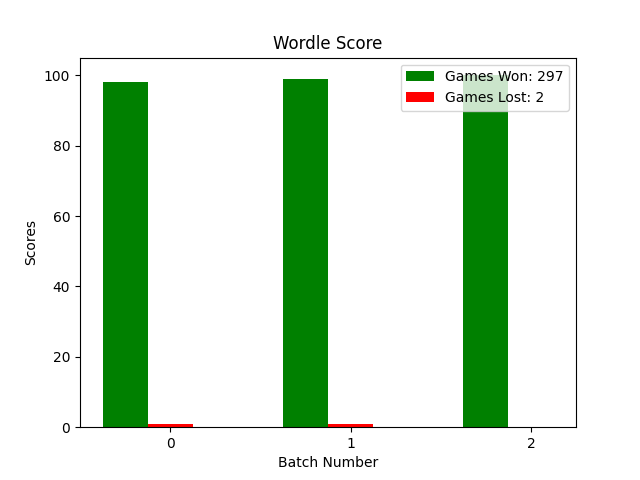 Wordle Score
Games Won: 297
Games Lost: 2
Scores
100
80
60
40
20
0
0 1 2
Batch Number